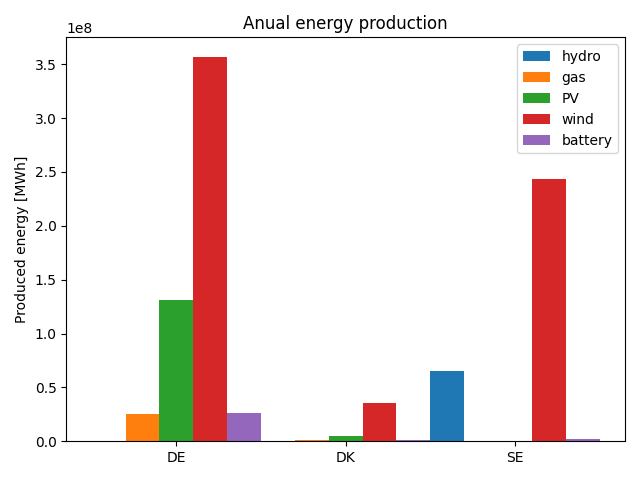 Anual energy production
1e8
3.5
3.0
2.5
2.0
1.5
1.0
0.5
0.0
Produced energy [MWh]
hydro
gas
PV
wind
battery
DE
DK
SE